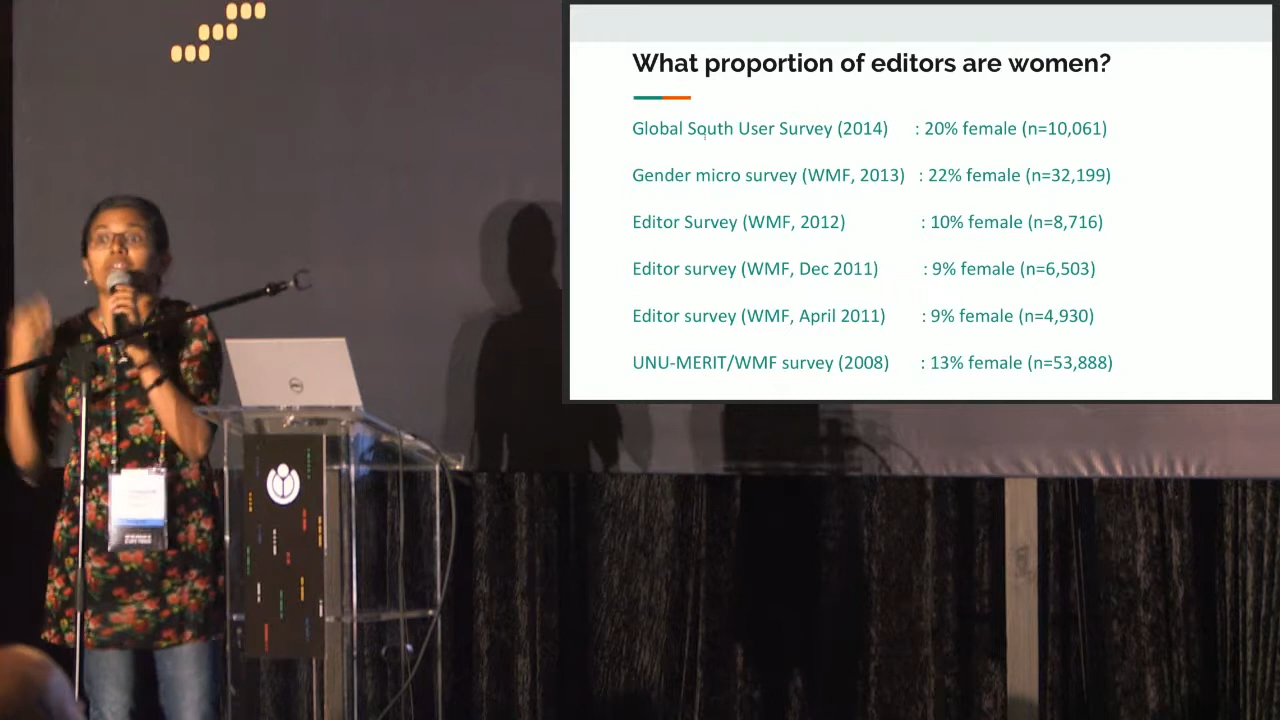 What proportion of editors are women?
Global South User Survey (2014) : 20% female (n=10,061)
Gender micro survey (WMF, 2013) : 22% female (n=32,199)
Editor Survey (WMF, 2012) : 10% female (n=8,716)
Editor survey (WMF, Dec 2011) : 9% female (n=6,503)
Editor survey (WMF, April 2011) : 9% female (n=4,930)
UNU-MERIT/WMF survey (2008) : 13% female (n=53,888)
DELL